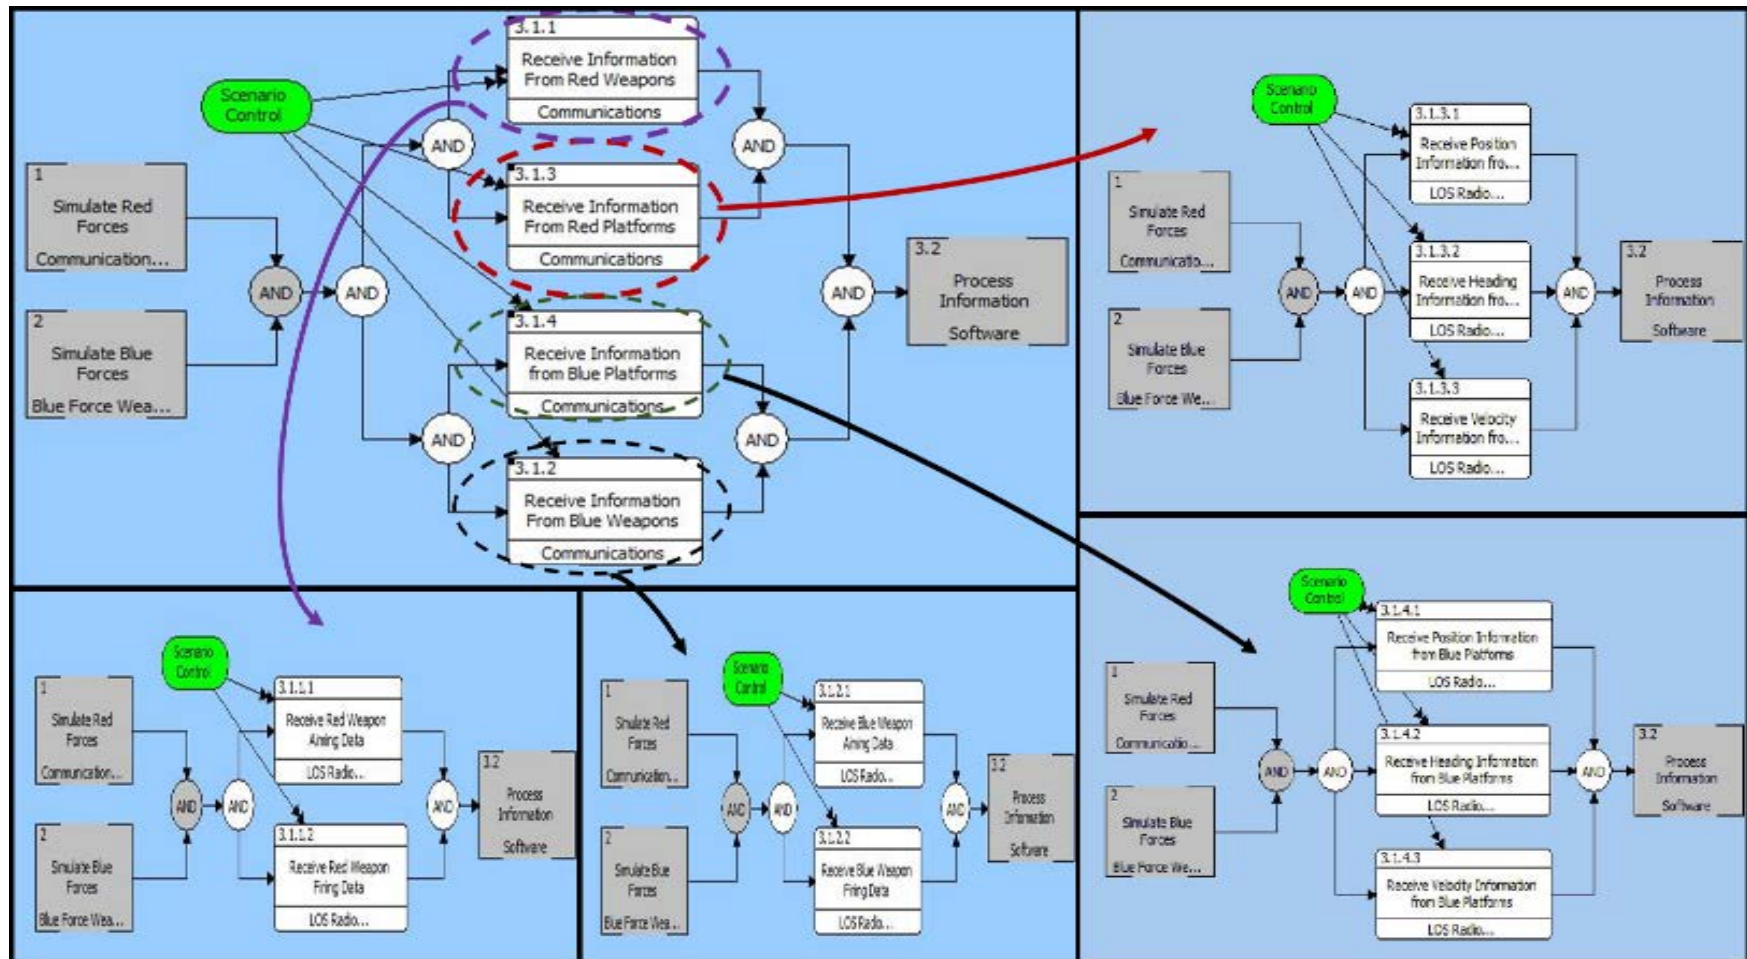 Scenario
Control
1
Simulate Red
Forces
Communication...
2
Simulate Blue
Forces
Blue Force Wea...
AND
AND
AND
AND
3.1.1
Receive Information
From Red Weapons
Communications
3.1.3
Receive Information
From Red Platforms
Communications
3.1.4
Receive Information
from Blue Platforms
Communications
3.1.2
Receive Information
From Blue Weapons
Communications
AND
AND
AND
3.2
Process
Information
Software
Scenario
Control
1
Simulate Red
Forces
Communicatio...
2
Simulate Blue
Forces
Blue Force We...
AND
AND
3.1.3.1
Receive Position
Information fro...
LOS Radio...
3.1.3.2
Receive Heading
Information fro...
LOS Radio...
3.1.3.3
Receive Velocity
Information fro...
LOS Radio...
AND
3.2
Process
Information
Software
Scenario
Control
1
Simulate Red
Forces
Communication...
2
Simulate Blue
Forces
Blue Force Wea...
AND
AND
3.1.1.1
Receive Red Weapon
Aiming Data
LOS Radio...
3.1.1.2
Receive Red Weapon
Firing Data
LOS Radio...
AND
3.2
Process
Information
Software
Scenario
Control
1
Simulate Red
Forces
Communication...
2
Simulate Blue
Forces
Blue Force Wea...
AND
AND
3.1.2.1
Receive Blue Weapon
Aiming Data
LOS Radio...
3.1.2.2
Receive Blue Weapon
Firing Data
LOS Radio...
AND
3.2
Process
Information
Software
Scenario
Control
1
Simulate Red
Forces
Communicatio...
2
Simulate Blue
Forces
Blue Force We...
AND
AND
3.1.4.1
Receive Position Information
from Blue Platforms
LOS Radio...
3.1.4.2
Receive Heading Information
from Blue Platforms
LOS Radio...
3.1.4.3
Receive Velocity Information
from Blue Platforms
LOS Radio...
AND
3.2
Process
Information
Software